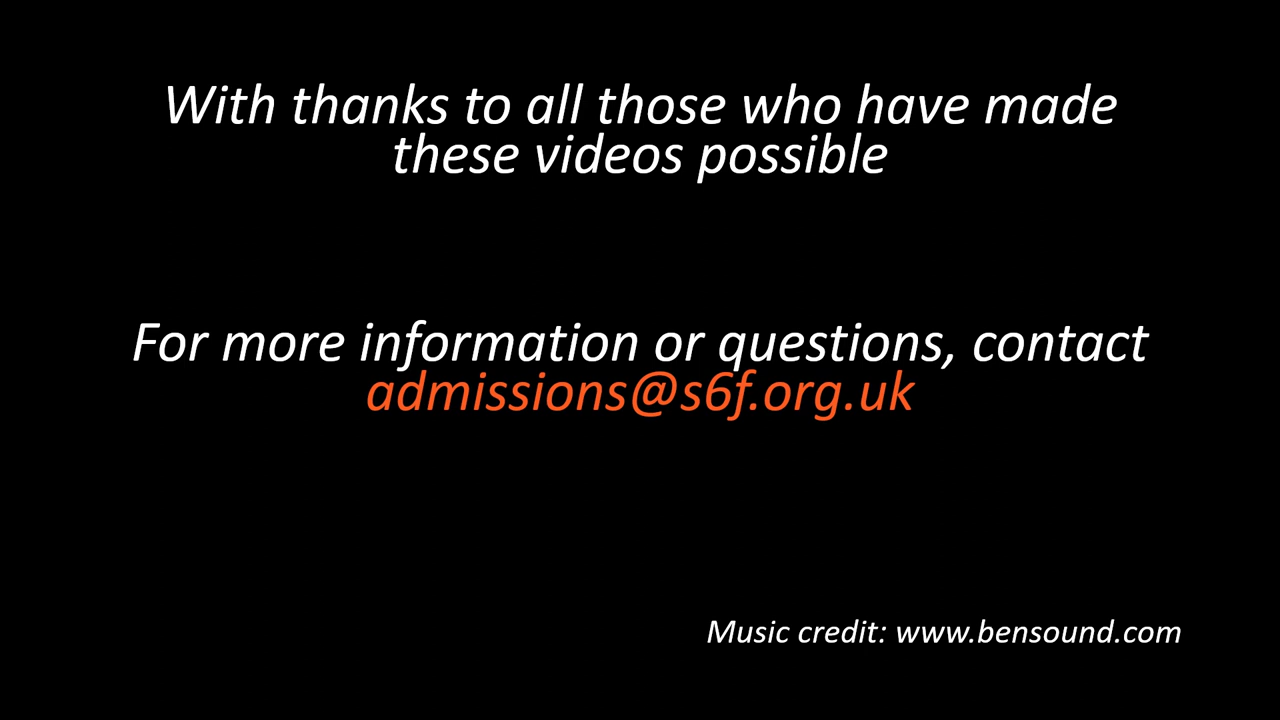 With thanks to all those who have made
these videos possible
For more information or questions, contact
admissions@s6f.org.uk
Music credit: www.bensound.com